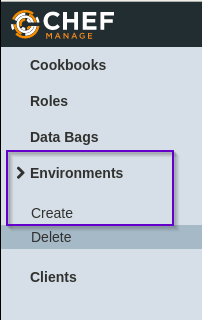 CHEF
MANAGE
Cookbooks
Roles
Data Bags
Environments
Create
Delete
Clients